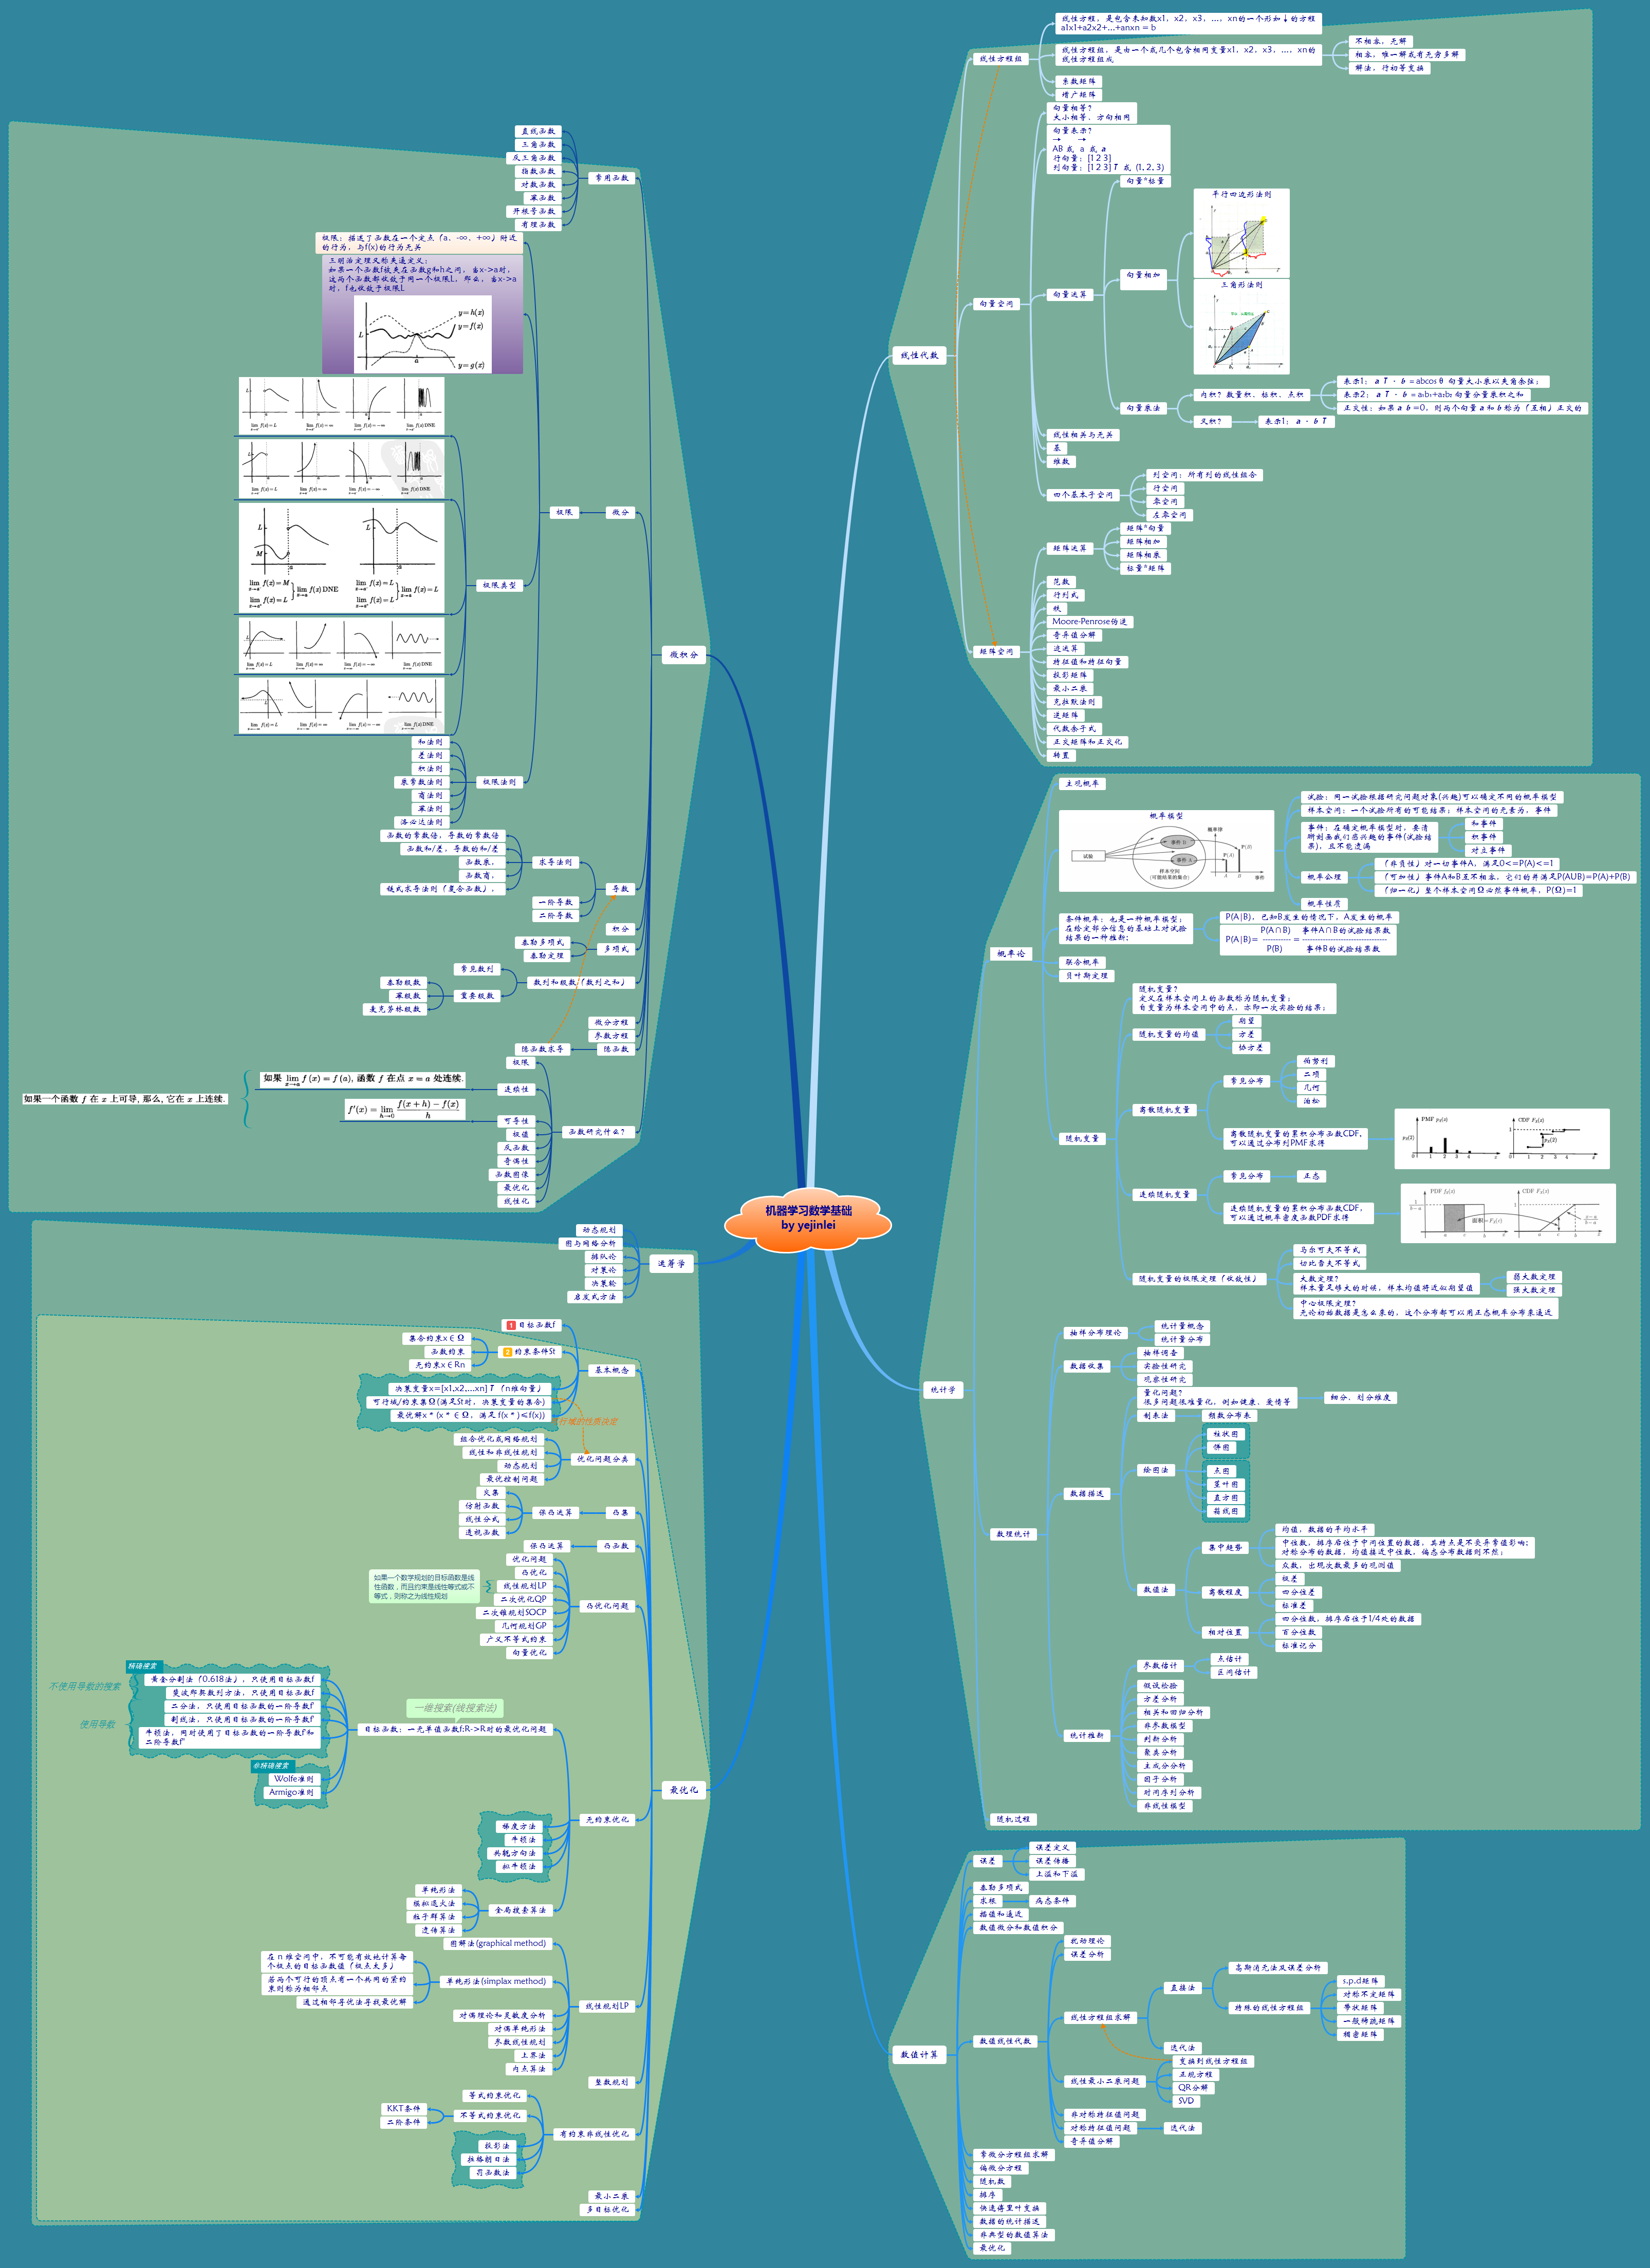 机器学习数学基础
by yejinlei
线性代数
线性方程组
线性方程，是包含未知数x1，x2，x3，...，xn的一个形如↓的方程
a1x1+a2x2+...+anxn = b
线性方程组，是由一个或几个包含相同变量x1，x2，x3，...，xn的
线性方程组成
不相容，无解
相容，唯一解或有无穷多解
解法，行初等变换
系数矩阵
增广矩阵
向量空间
向量相等？
大小相等、方向相同
向量表示？
→ →
AB 或 a 或 a
行向量：[1 2 3]
列向量：[1 2 3] T 或 (1, 2, 3)
向量运算
向量*标量
向量相加
平行四边形法则
三角形法则
向量乘法
内积？数量积、标积、点积
表示1：a T · b = abcos θ 向量大小乘以夹角余弦；
表示2：a T · b = a₁b₁+a₂b₂ 向量分量乘积之和
正交性：如果a b =0，则两个向量a 和b 称为（互相）正交的
叉积？
表示1：a · b T
线性相关与无关
基
维数
四个基本子空间
列空间：所有列的线性组合
行空间
零空间
左零空间
矩阵空间
矩阵运算
矩阵*向量
矩阵相加
矩阵相乘
标量*矩阵
范数
行列式
秩
Moore-Penrose伪逆
奇异值分解
迹运算
特征值和特征向量
投影矩阵
最小二乘
克拉默法则
逆矩阵
代数余子式
正交矩阵和正交化
转置
统计学
概率论
主观概率
概率模型
试验
事件 B
事件 A
样本空间
(可能结果的集合)
概率律
P(B)
P(A)
A B 事件
试验：同一试验根据研究问题对象(兴趣)可以确定不同的概率模型
样本空间：一个试验所有的可能结果；样本空间的元素为，事件
事件：在确定概率模型时，要清
晰刻画我们感兴趣的事件(试验结
果)，且不能遗漏
和事件
积事件
对立事件
概率公理
（非负性）对一切事件A，满足0<=P(A)<=1
（可加性）事件A和B互不相容，它们的并满足P(AUB)=P(A)+P(B)
（归一化）整个样本空间Ω必然事件概率，P(Ω)=1
概率性质
条件概率：也是一种概率模型；
在给定部分信息的基础上对试验
结果的一种推断；
P(A|B)，已知B发生的情况下，A发生的概率
P(A∩B) 事件A∩B的试验结果数
P(A|B)= ---------- = ------------------------------
P(B) 事件B的试验结果数
联合概率
贝叶斯定理
随机变量
随机变量？
定义在样本空间上的函数称为随机变量；
自变量为样本空间中的点，亦即一次实验的结果；
随机变量的均值
期望
方差
协方差
离散随机变量
常见分布
伯努利
二项
几何
泊松
离散随机变量的累积分布函数CDF，
可以通过分布列PMF求得
PMF
CDF
连续随机变量
常见分布
正态
连续随机变量的累积分布函数CDF，
可以通过概率密度函数PDF求得
PDF
CDF
随机变量的极限定理（收敛性）
马尔可夫不等式
切比雪夫不等式
大数定理？
样本量足够大的时候，样本均值将近似期望值
弱大数定理
强大数定理
中心极限定理？
无论初始数据是怎么来的，这个分布都可以用正态概率分布来逼近
数理统计
抽样分布理论
统计量概念
统计量分布
数据收集
抽样调查
实验性研究
观察性研究
数据描述
量化问题？
很多问题很难量化，例如健康，爱情等
细分、划分维度
制表法
频数分布表
绘图法
柱状图
饼图
点图
茎叶图
直方图
箱线图
数值法
集中趋势
均值，数据的平均水平
中位数，排序后位于中间位置的数据，其特点是不受异常值影响；
对称分布的数据，均值接近中位数，偏态分布数据则不然；
众数，出现次数最多的观测值
离散程度
极差
四分位差
标准差
相对位置
四分位数，排序后位于1/4处的数据
百分位数
标准记分
统计推断
参数估计
点估计
区间估计
假设检验
方差分析
相关和回归分析
非参数模型
判断分析
聚类分析
主成分分析
因子分析
时间序列分析
非线性模型
随机过程
数值计算
误差
误差定义
误差传播
上溢和下溢
泰勒多项式
求根
病态条件
插值和逼近
数值微分和数值积分
数值线性代数
扰动理论
误差分析
线性方程组求解
直接法
高斯消元法及误差分析
特殊的线性方程组
s.p.d矩阵
对称不定矩阵
带状矩阵
一般稀疏矩阵
稠密矩阵
迭代法
线性最小二乘问题
变换到线性方程组
正规方程
QR分解
SVD
非对称特征值问题
对称特征值问题
迭代法
奇异值分解
常微分方程组求解
偏微分方程
随机数
排序
快速傅里叶变换
数据的统计描述
非典型的数值算法
最优化
微积分
常用函数
直线函数
三角函数
反三角函数
指数函数
对数函数
幂函数
开根号函数
有理函数
微分
极限
极限：描述了函数在一个定点（a，-∞，+∞）附近
的行为，与f(x)的行为无关
三明治定理又称夹逼定义：
如果一个函数f被夹在函数g和h之间，当x->a时，
这两个函数都收敛于同一个极限L，那么，当x->a
时，f也收敛于极限L
y=h(x)
y=f(x)
L
a
y=g(x)
极限类型
lim f(x)=L lim f(x)=∞ lim f(x)=-∞ lim f(x) DNE
lim f(x)=L lim f(x)=∞ lim f(x)=-∞ lim f(x) DNE
lim f(x)=M
lim f(x)=L
lim f(x) DNE
lim f(x)=L
lim f(x)=L
lim f(x)=L
lim f(x)=L lim f(x)=∞ lim f(x)=-∞ lim f(x) DNE
lim f(x)=L lim f(x)=∞ lim f(x)=-∞ lim f(x) DNE
极限法则
和法则
差法则
积法则
乘常数法则
商法则
幂法则
洛必达法则
导数
求导法则
函数的常数倍，导数的常数倍
函数和/差，导数的和/差
函数乘，
函数商，
链式求导法则（复合函数），
一阶导数
二阶导数
积分
多项式
泰勒多项式
泰勒定理
数列和级数（数列之和）
常见数列
重要级数
泰勒级数
幂级数
麦克劳林级数
微分方程
参数方程
隐函数
隐函数求导
函数研究什么？
极限
连续性
如果 lim f (x) = f (a), 函数 f 在点 x = a 处连续.
x→a
如果一个函数 f 在 x 上可导, 那么, 它在 x 上连续.
可导性
f′(x) = lim f(x + h) − f(x)
h→0 h
极值
反函数
奇偶性
函数图像
最优化
线性化
运筹学
动态规划
图与网络分析
排队论
对策论
决策轮
启发式方法
最优化
基本概念
1 目标函数f
2 约束条件St
集合约束x∈Ω
函数约束
无约束x∈Rn
决策变量x=[x1,x2,...xn] T（n维向量）
可行域/约束集Ω(满足St时，决策变量的集合)
最优解x*(x*∈Ω，满足f(x*)≤f(x))
行域的性质决定
优化问题分类
组合优化或网络规划
线性和非线性规划
动态规划
最优控制问题
凸集
保凸运算
交集
仿射函数
线性分式
透视函数
凸函数
保凸运算
凸优化问题
优化问题
凸优化
线性规划LP
如果一个数学规划的目标函数是线
性函数，而且约束是线性等式或不
等式，则称之为线性规划
二次优化QP
二次锥规划SOCP
几何规划GP
广义不等式约束
向量优化
无约束优化
一维搜索(线搜索法)
目标函数：一元单值函数f:R->R时的最优化问题
精确搜索
不使用导数的搜索
黄金分割法（0.618法），只使用目标函数f
斐波那契数列方法，只使用目标函数f
使用导数
二分法，只使用目标函数的一阶导数f'
割线法，只使用目标函数的一阶导数f'
牛顿法，同时使用了目标函数的一阶导数f'和
二阶导数f''
非精确搜索
Wolfe准则
Armigo准则
梯度方法
牛顿法
共轭方向法
拟牛顿法
全局搜索算法
单纯形法
模拟退火法
粒子群算法
遗传算法
线性规划LP
图解法(graphical method)
单纯形法(simplax method)
在 n 维空间中，不可能有效地计算每
个极点的目标函数值（极点太多）
若两个可行的顶点有一个共同的紧约
束则称为相邻点
通过相邻寻优法寻找最优解
对偶理论和灵敏度分析
对偶单纯形法
参数线性规划
上界法
内点算法
整数规划
有约束非线性优化
等式约束优化
不等式约束优化
KKT条件
二阶条件
投影法
拉格朗日法
罚函数法
最小二乘
多目标优化